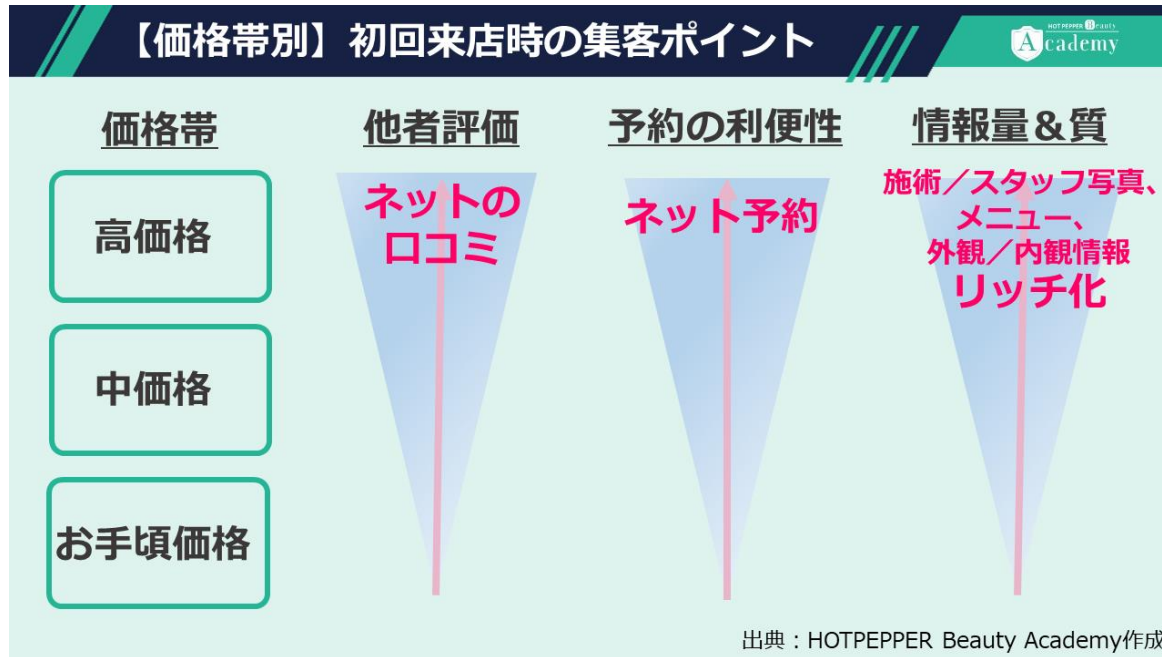 【価格帯別】初回来店時の集客ポイント
HOT PEPPER Beauty
Academy
価格帯
他者評価
予約の利便性
情報量＆質
高価格
中価格
お手頃価格
ネットの
口コミ
ネット予約
施術／スタッフ写真、
メニュー、
外観／内観情報
リッチ化
出典：HOTPEPPER Beauty Academy作成